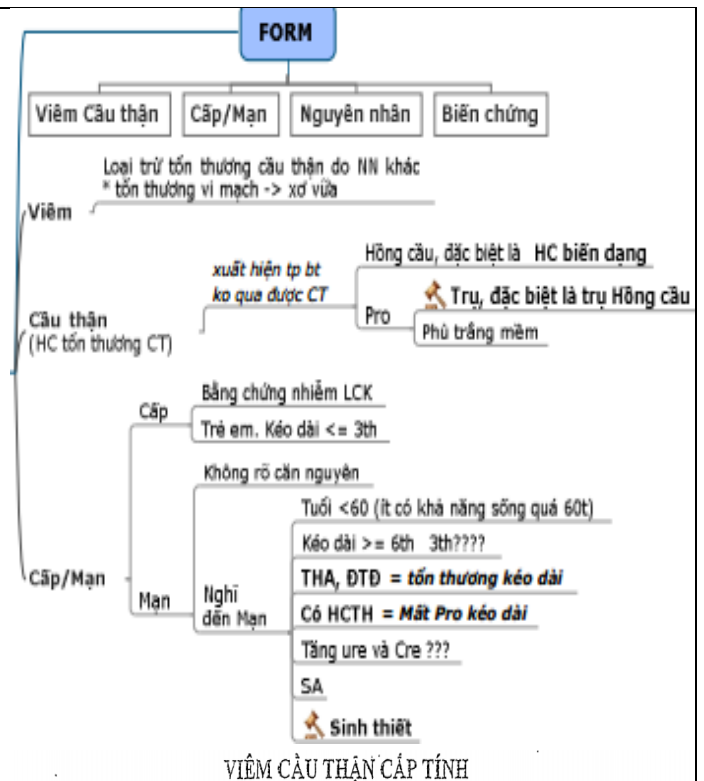 FORM
Viêm Cầu thận
Cấp/Mạn
Nguyên nhân
Biến chứng
Loại trừ tổn thương cầu thận do NN khác
* tổn thương vi mạch -> xơ vữa
Viêm
Hồng cầu, đặc biệt là HC biến dạng
xuất hiện tp bt
ko qua được CT
Trụ, đặc biệt là trụ Hồng cầu
Pro
Phù trắng mềm
Cầu thận
(HC tổn thương CT)
Bằng chứng nhiễm LCK
Cấp
Trẻ em. Kéo dài <= 3th
Không rõ căn nguyên
Tuổi <60 (ít có khả năng sống quá 60t)
Kéo dài >= 6th 3th????
Cấp/Mạn
THA, ĐTĐ = tổn thương kéo dài
Mạn
Nghĩ
đến Mạn
Có HCTH = Mất Pro kéo dài
Tăng ure và Cre ???
SA
Sinh thiết
VIÊM CẦU THẬN CẤP TÍNH